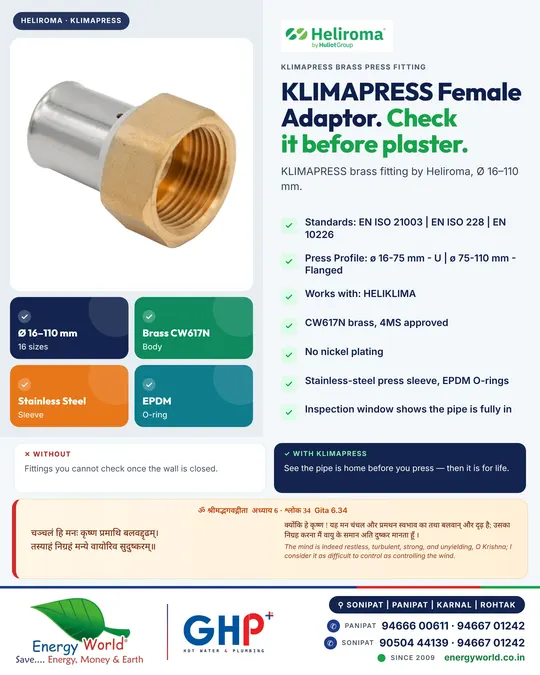 HELIROMA · KLIMAPRESS
Heliroma®
by HuliotGroup
KLIMAPRESS BRASS PRESS FITTING
KLIMAPRESS Female
Adaptor. Check
it before plaster.
KLIMAPRESS brass fitting by Heliroma, Ø 16–110
mm.
Standards: EN ISO 21003 | EN ISO 228 | EN
10226
Press Profile: ø 16-75 mm - U | ø 75-110 mm -
Flanged
Works with: HELIKLIMA
CW617N brass, 4MS approved
No nickel plating
Stainless-steel press sleeve, EPDM O-rings
Inspection window shows the pipe is fully in
Ø 16–110 mm
16 sizes
Brass CW617N
Body
Stainless Steel
Sleeve
EPDM
O-ring
✕ WITHOUT
Fittings you cannot check once the wall is closed.
✓ WITH KLIMAPRESS
See the pipe is home before you press — then it is for life.
ॐ श्रीमद्भगवद्गीता अध्याय 6 · श्लोक 34 Gita 6.34
चञ्चलं हि मनः कृष्ण प्रमाथि बलवद्दृढम्।
तस्याहं निग्रहं मन्ये वायोरिव सुदुष्करम्॥
क्योंकि हे कृष्ण ! यह मन चंचल और प्रमथन स्वभाव का तथा बलवान् और दृढ़ है; उसका
निग्रह करना मैं वायु के समान अति दुष्कर मानता हूँ ।
The mind is indeed restless, turbulent, strong, and unyielding, O Krishna; I
consider it as difficult to control as controlling the wind.
Energy World®
Save.... Energy, Money & Earth
GHP+
HOT WATER & PLUMBING
SONIPAT | PANIPAT | KARNAL | ROHTAK
PANIPAT 94666 00611 · 94667 01242
SONIPAT 90504 44139 · 94667 01242
SINCE 2009 energyworld.co.in